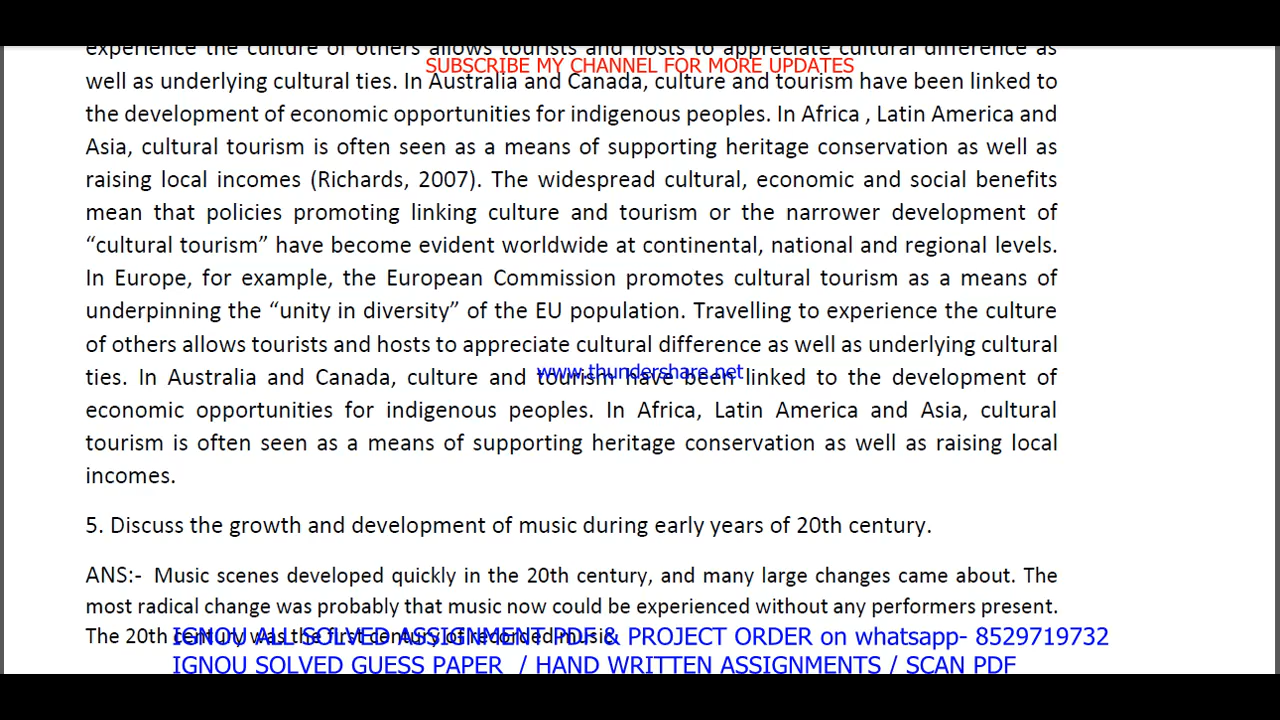 experience the culture of others allows tourists and hosts to appreciate cultural difference as
SUBSCRIBE MY CHANNEL FOR MORE UPDATES
well as underlying cultural ties. In Australia and Canada, culture and tourism have been linked to
the development of economic opportunities for indigenous peoples. In Africa , Latin America and
Asia, cultural tourism is often seen as a means of supporting heritage conservation as well as
raising local incomes (Richards, 2007). The widespread cultural, economic and social benefits
mean that policies promoting linking culture and tourism or the narrower development of
“cultural tourism” have become evident worldwide at continental, national and regional levels.
In Europe, for example, the European Commission promotes cultural tourism as a means of
underpinning the “unity in diversity” of the EU population. Travelling to experience the culture
of others allows tourists and hosts to appreciate cultural difference as well as underlying cultural
www.thundershare.net
ties. In Australia and Canada, culture and tourism have been linked to the development of
economic opportunities for indigenous peoples. In Africa, Latin America and Asia, cultural
tourism is often seen as a means of supporting heritage conservation as well as raising local
incomes.
5. Discuss the growth and development of music during early years of 20th century.
ANS:- Music scenes developed quickly in the 20th century, and many large changes came about. The
most radical change was probably that music now could be experienced without any performers present.
The 20th century was the first century of recorded music.
IGNOU ALL SOLVED ASSIGNMENT PDF & PROJECT ORDER on whatsapp- 8529719732
IGNOU SOLVED GUESS PAPER / HAND WRITTEN ASSIGNMENTS / SCAN PDF